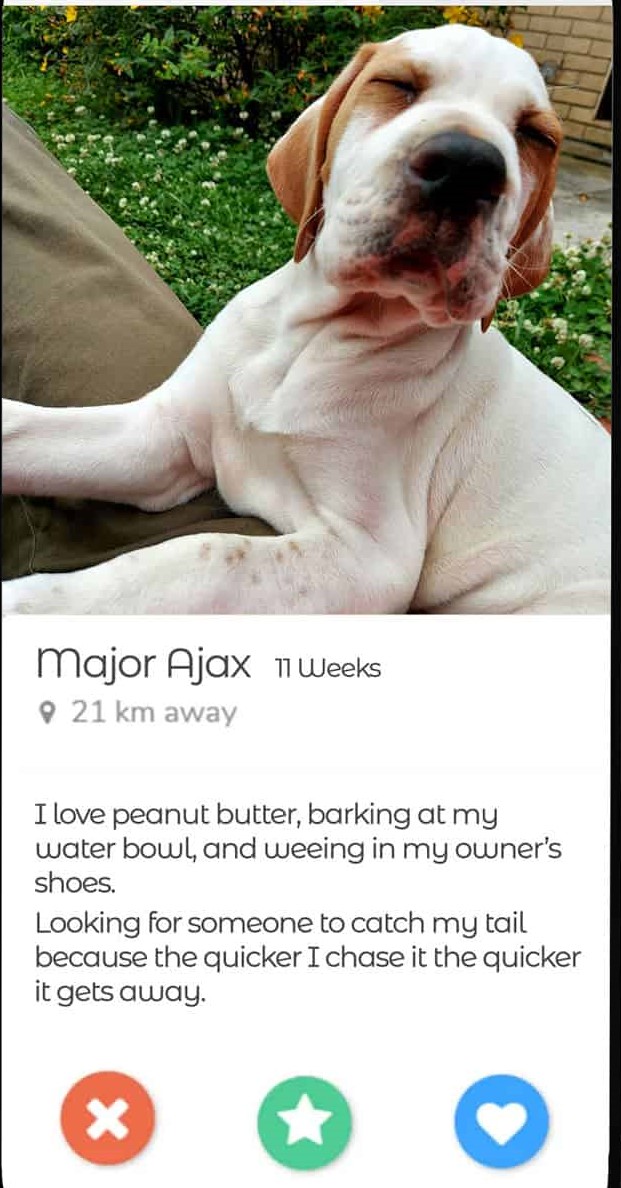 Major Ajax 11 Weeks
21 km away
I love peanut butter, barking at my
water bowl, and weeing in my owner's
shoes.
Looking for someone to catch my tail
because the quicker I chase it the quicker
it gets away.